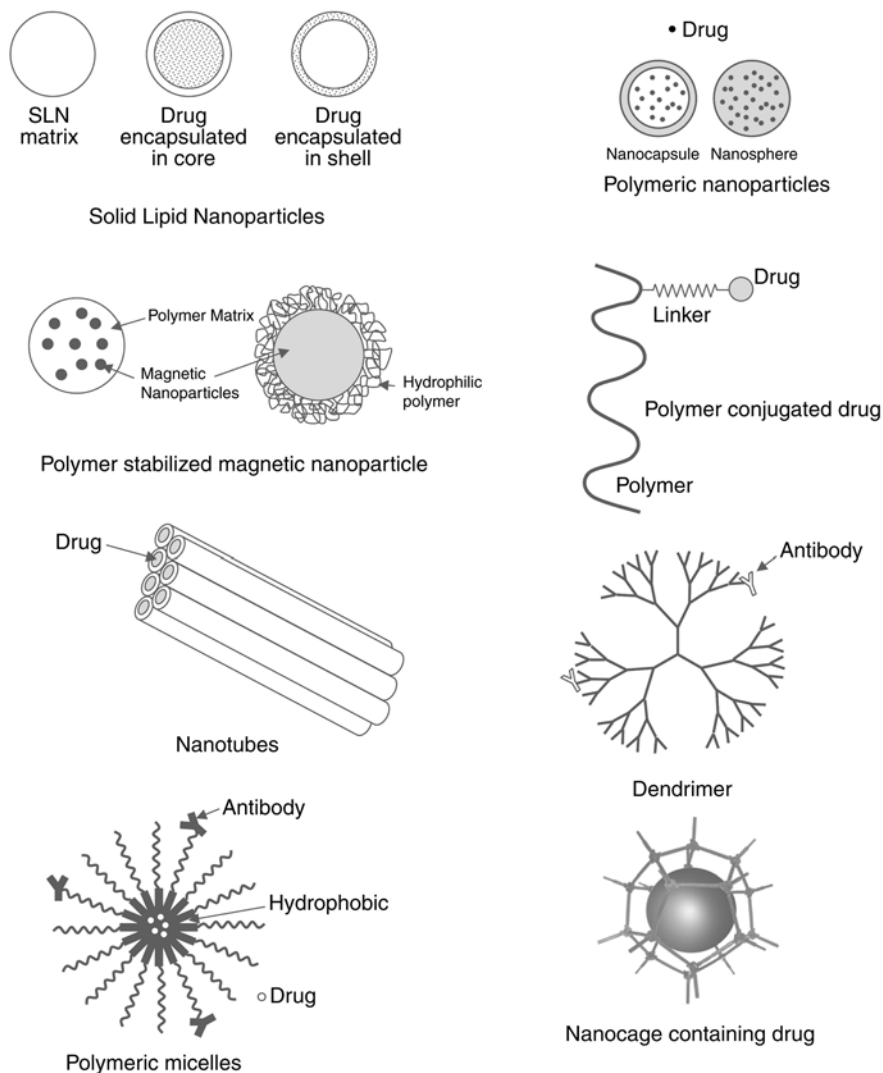 SLN
matrix
Drug
encapsulated
in core
Drug
encapsulated
in shell
Solid Lipid Nanoparticles
Drug
Nanocapsule
Nanosphere
Polymeric nanoparticles
Polymer Matrix
Magnetic
Nanoparticles
Hydrophilic
polymer
Polymer stabilized magnetic nanoparticle
Drug
Linker
Polymer conjugated drug
Polymer
Drug
Nanotubes
Antibody
Dendrimer
Antibody
Hydrophobic
Drug
Polymeric micelles
Nanocage containing drug